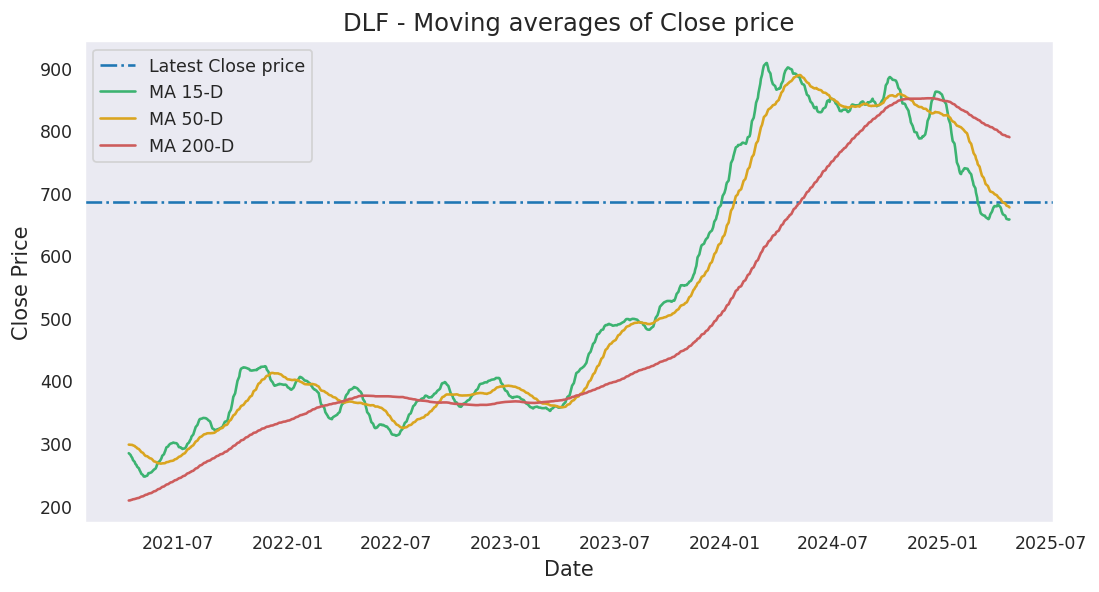 DLF - Moving averages of Close price
Latest Close price
MA 15-D
MA 50-D
MA 200-D
900
800
700
600
500
400
300
200
Close Price
2021-07 2022-01 2022-07 2023-01 2023-07 2024-01 2024-07 2025-01 2025-07
Date